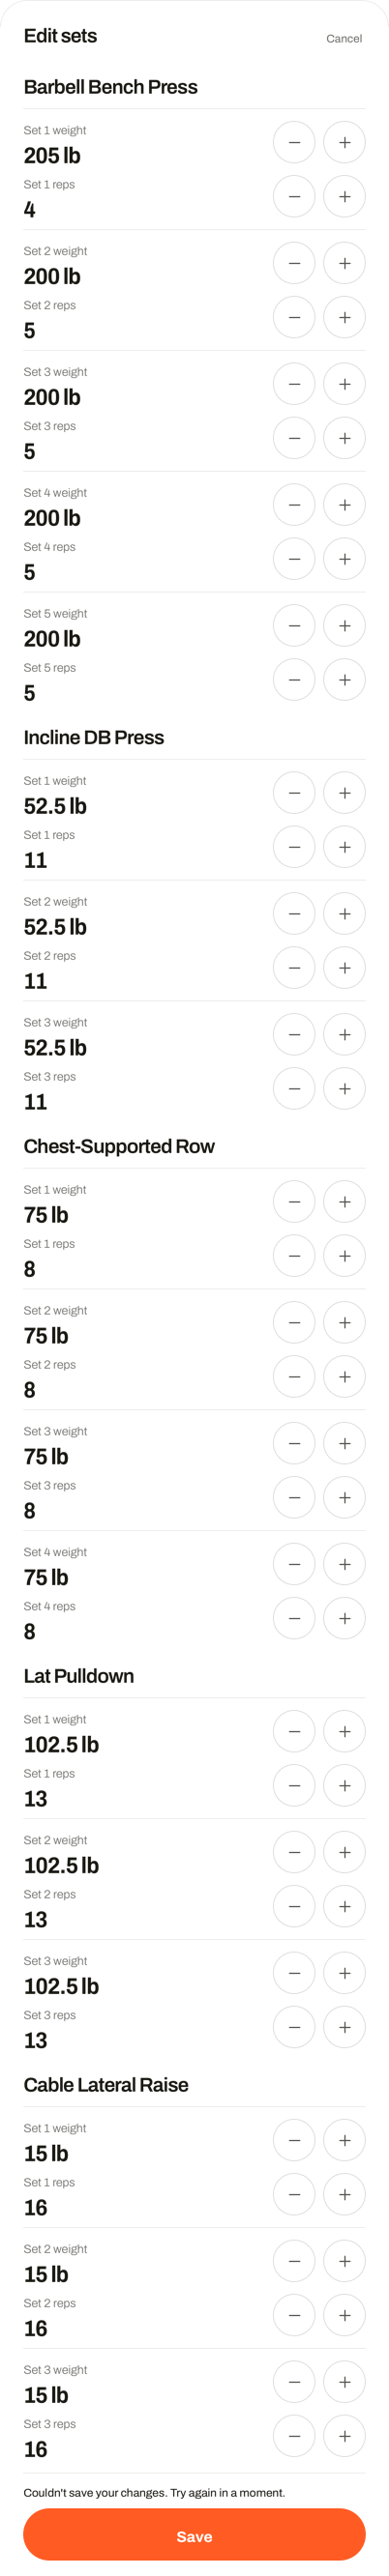 Edit sets
Cancel
Barbell Bench Press
Set 1 weight
205 lb
Set 1 reps
4
Set 2 weight
200 lb
Set 2 reps
5
Set 3 weight
200 lb
Set 3 reps
5
Set 4 weight
200 lb
Set 4 reps
5
Set 5 weight
200 lb
Set 5 reps
5
Incline DB Press
Set 1 weight
52.5 lb
Set 1 reps
11
Set 2 weight
52.5 lb
Set 2 reps
11
Set 3 weight
52.5 lb
Set 3 reps
11
Chest-Supported Row
Set 1 weight
75 lb
Set 1 reps
8
Set 2 weight
75 lb
Set 2 reps
8
Set 3 weight
75 lb
Set 3 reps
8
Set 4 weight
75 lb
Set 4 reps
8
Lat Pulldown
Set 1 weight
102.5 lb
Set 1 reps
13
Set 2 weight
102.5 lb
Set 2 reps
13
Set 3 weight
102.5 lb
Set 3 reps
13
Cable Lateral Raise
Set 1 weight
15 lb
Set 1 reps
16
Set 2 weight
15 lb
Set 2 reps
16
Set 3 weight
15 lb
Set 3 reps
16
Couldn't save your changes. Try again in a moment.
Save